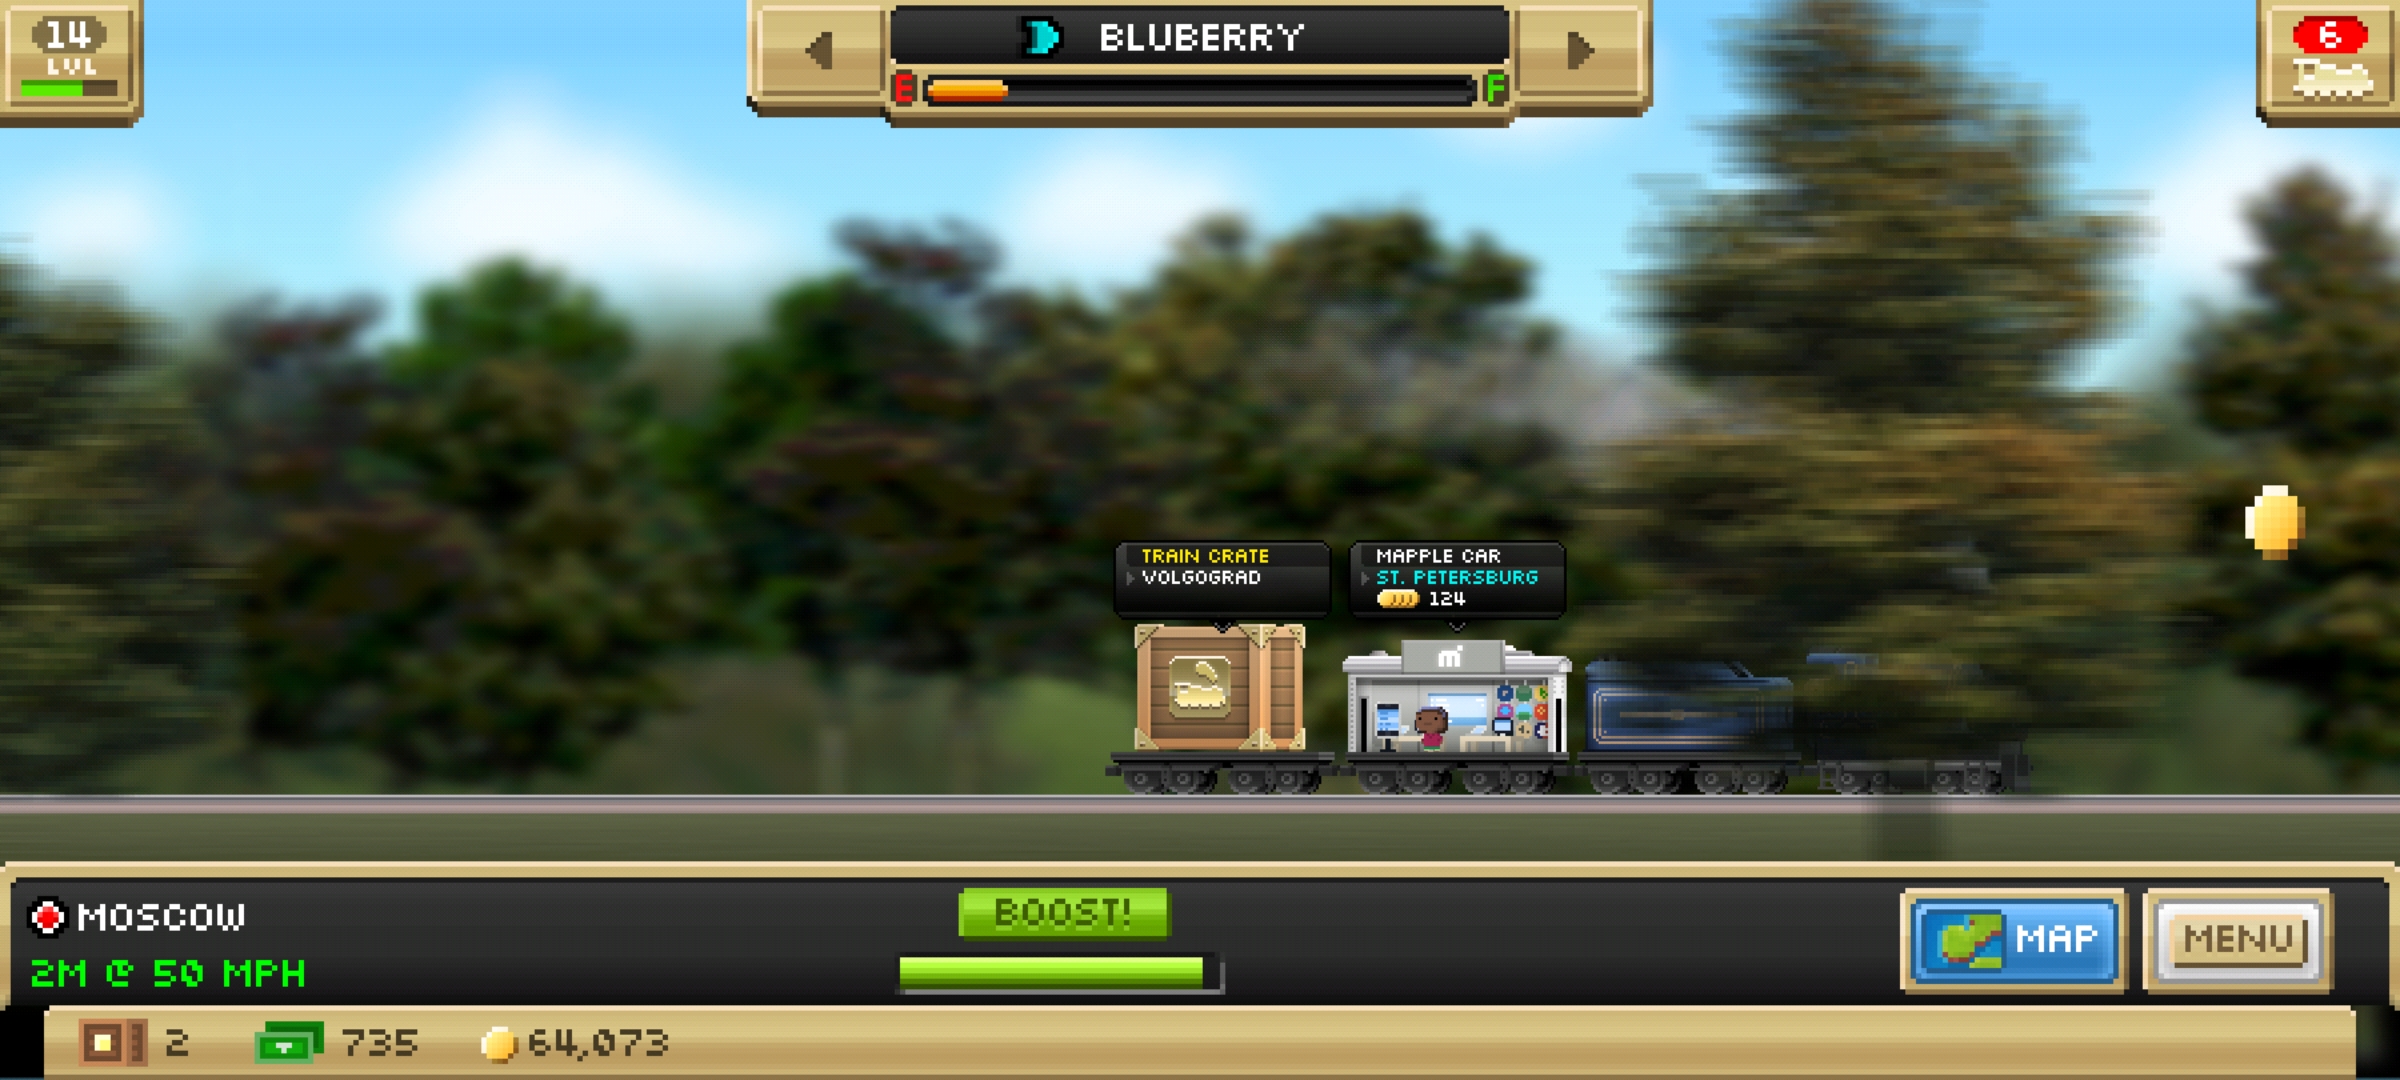 14
LVL
BLUBERRY
E F
6
TRAIN CRATE
VOLGOGRAD
MAPPLE CAR
ST. PETERSBURG
124
m
MOSCOW
2M @ 50 MPH
BOOST!
MAP
MENU
2
735
64,073